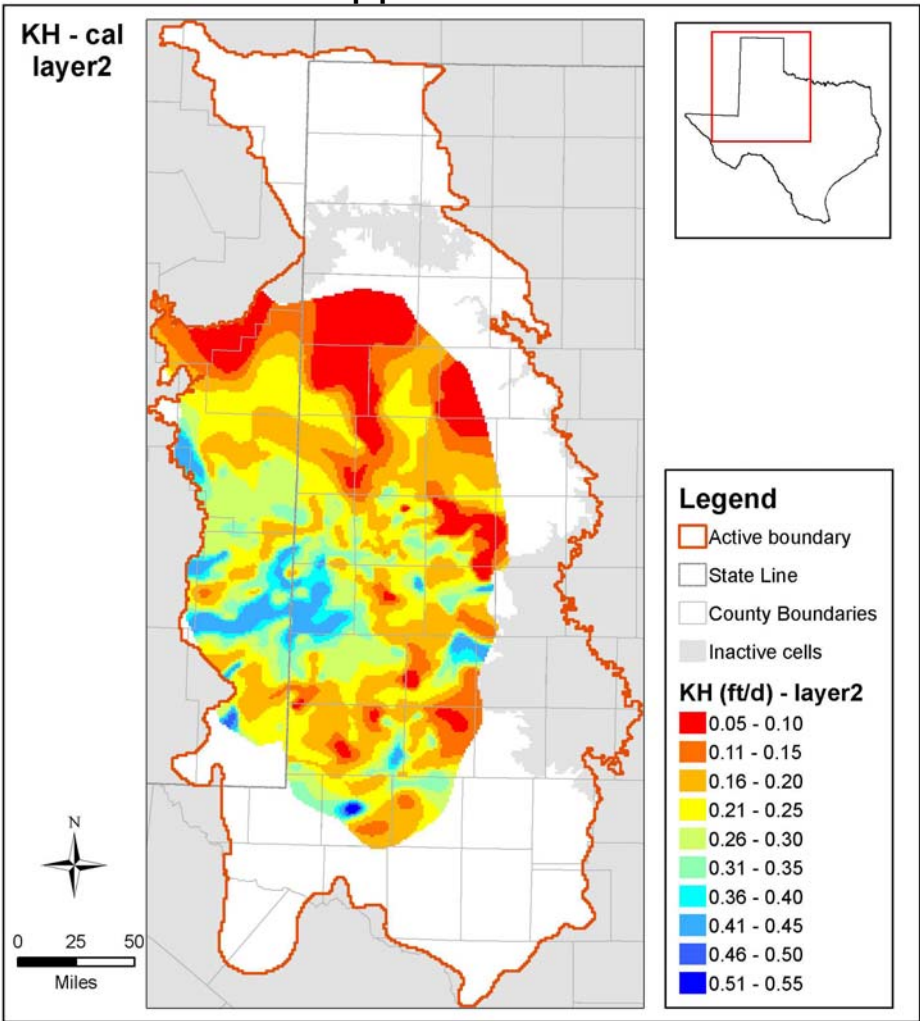 KH - cal
layer2
Legend
Active boundary
State Line
County Boundaries
Inactive cells
KH (ft/d) - layer2
0.05 - 0.10
0.11 - 0.15
0.16 - 0.20
0.21 - 0.25
0.26 - 0.30
0.31 - 0.35
0.36 - 0.40
0.41 - 0.45
0.46 - 0.50
0.51 - 0.55
N
0 25 50
Miles